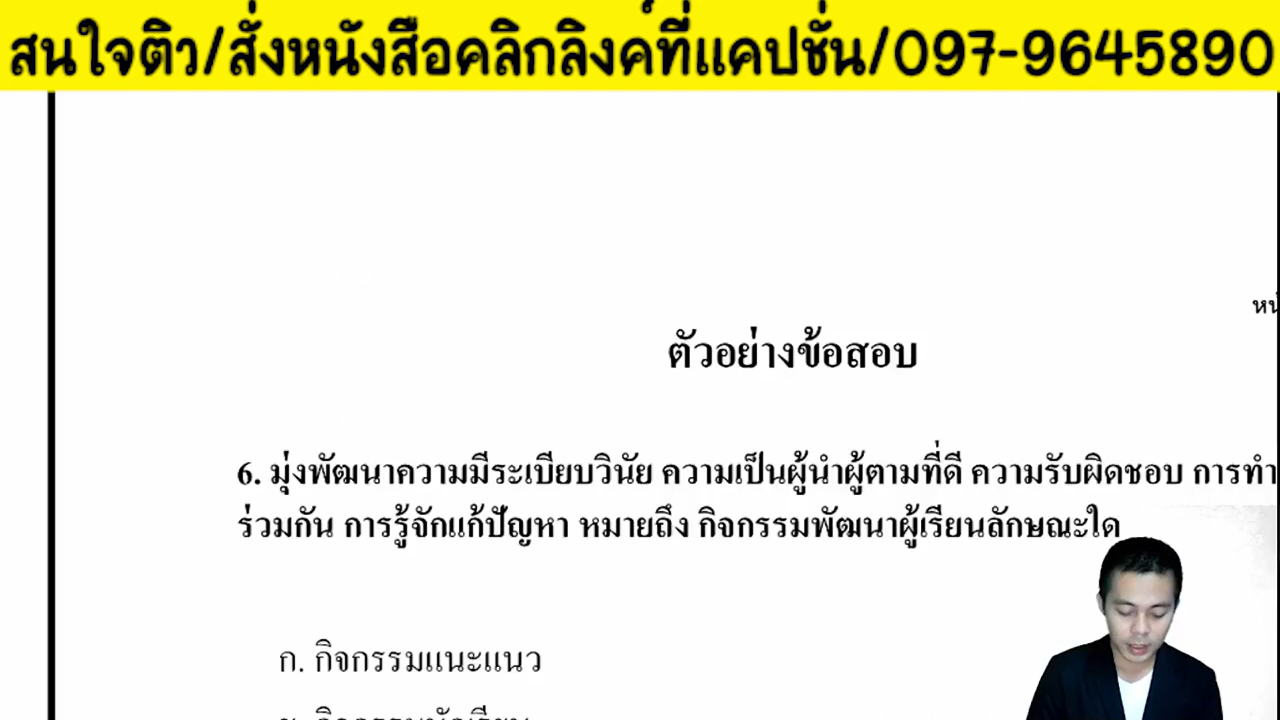 สนใจติว/สั่งหนังสือคลิกลิงค์ที่แคปชั่น/097-9645890
ตัวอย่างข้อสอบ
6. มุ่งพัฒนาความมีระเบียบวินัย ความเป็นผู้นำผู้ตามที่ดี ความรับผิดชอบ การทำ
ร่วมกัน การรู้จักแก้ปัญหา หมายถึง กิจกรรมพัฒนาผู้เรียนลักษณะใด
ก. กิจกรรมแนะแนว